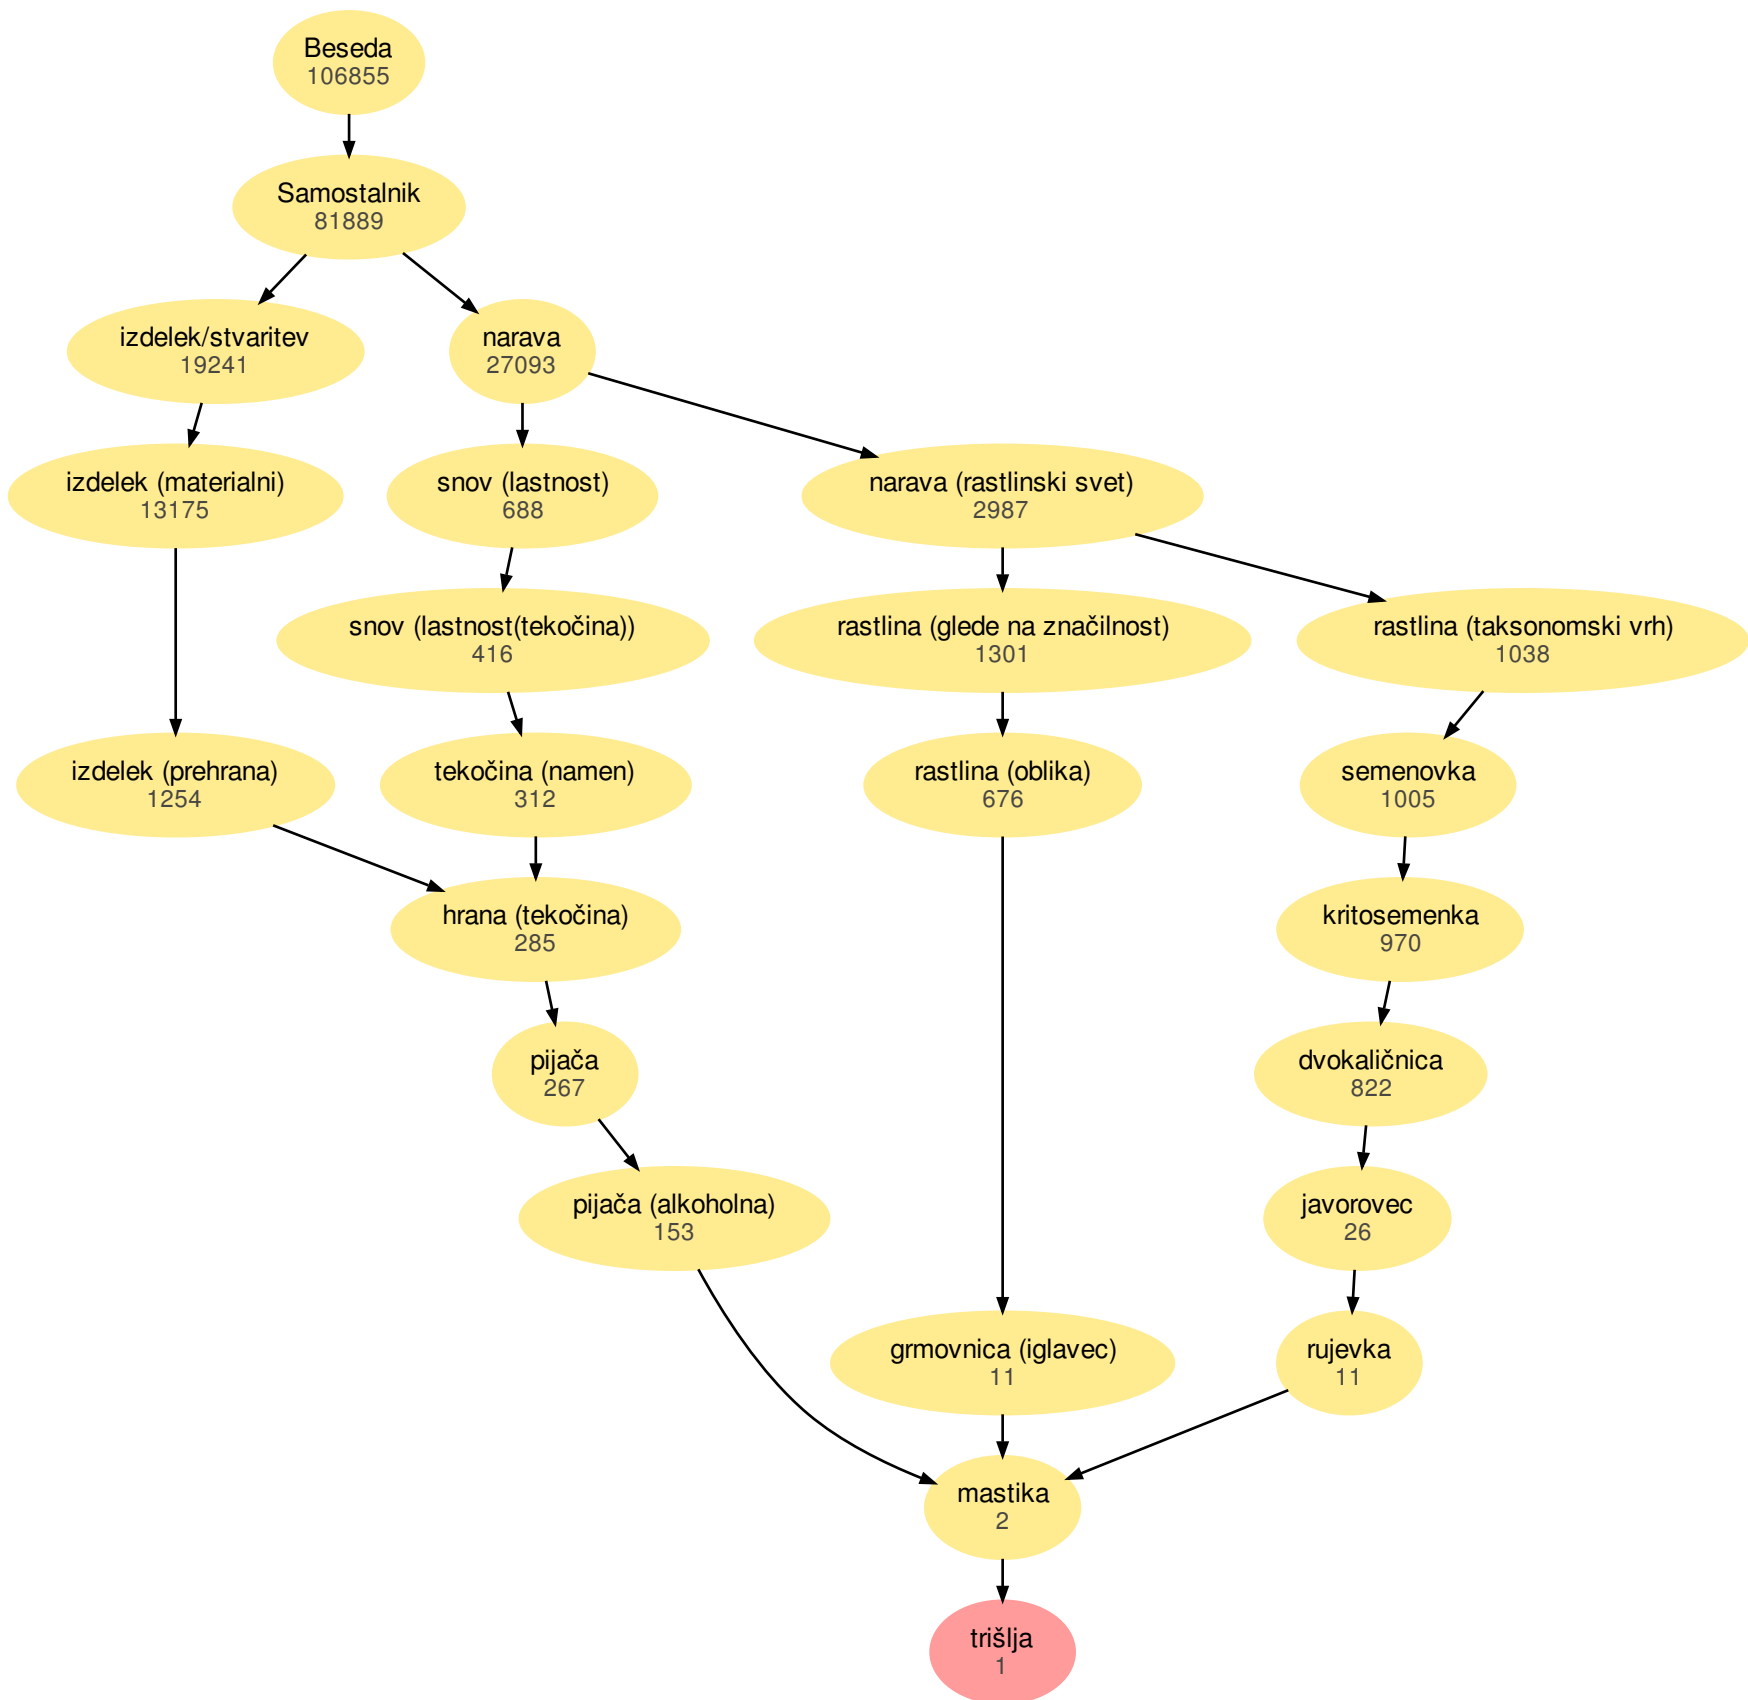 Beseda
106855
Samostalnik
81889
izdelek/stvaritev
19241
narava
27093
izdelek (materialni)
13175
snov (lastnost)
688
narava (rastlinski svet)
2987
snov (lastnost(tekočina))
416
rastlina (glede na značilnost)
1301
rastlina (taksonomski vrh)
1038
izdelek (prehrana)
1254
tekočina (namen)
312
rastlina (oblika)
676
semenovka
1005
hrana (tekočina)
285
kritosemenka
970
pijača
267
dvokaličnica
822
pijača (alkoholna)
153
javorovec
26
grmovnica (iglavec)
11
rujevka
11
mastika
2
trišlja
1